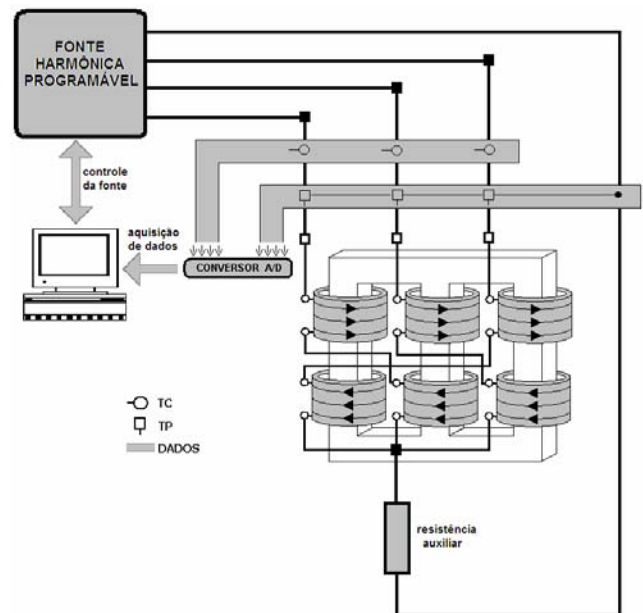 FONTE
HARMÔNICA
PROGRAMÁVEL
controle
da fonte
aquisição
de dados
CONVERSOR A/D
TC
TP
DADOS
resistência
auxiliar